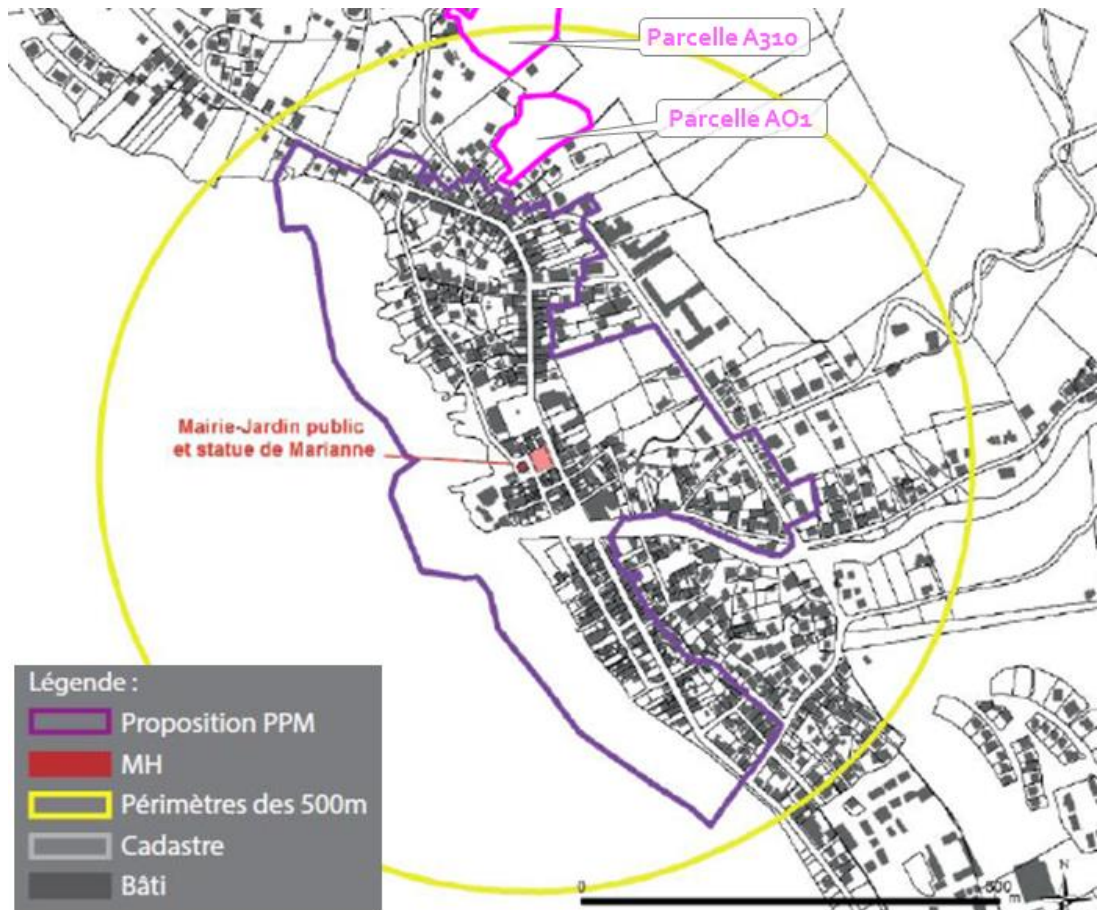 Parcelle A310
Parcelle AO1
Mairie-Jardin public
et statue de Marianne
Légende :
Proposition PPM
MH
Périmètres des 500m
Cadastre
Bâti
0
500
m
N